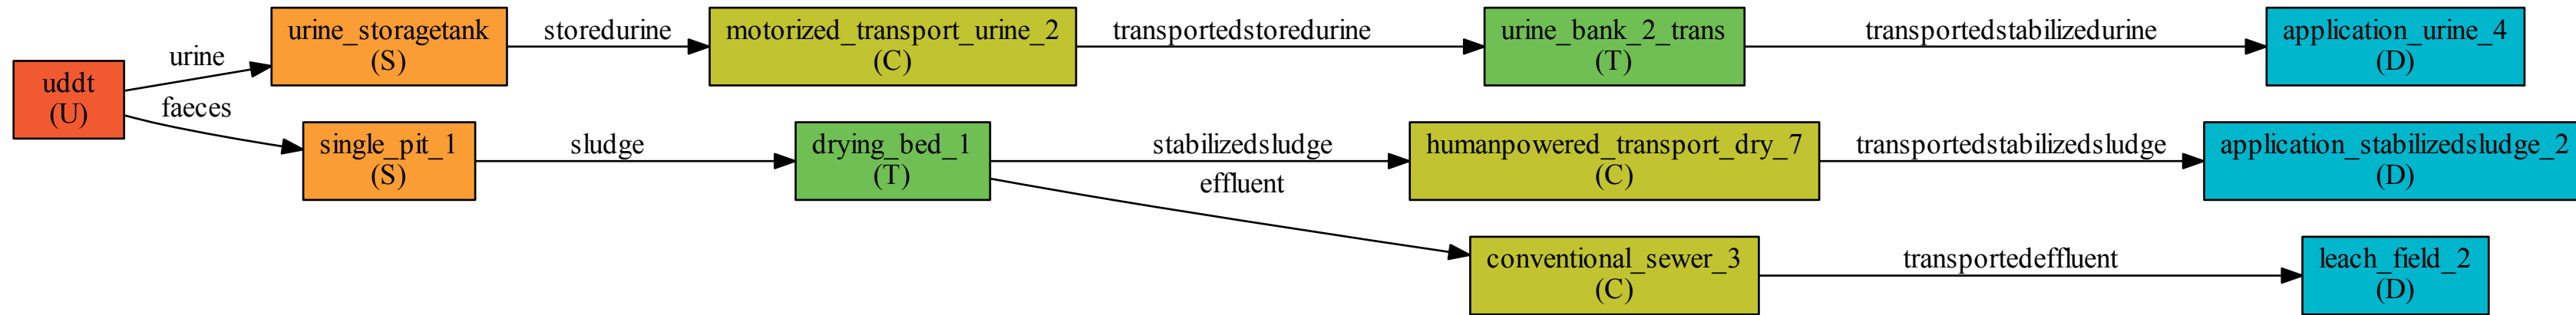 uddt
(U)
urine
faeces
urine_storagetank
(S)
storedurine
motorized_transport_urine_2
(C)
transportedstoredurine
urine_bank_2_trans
(T)
transportedstabilizedurine
application_urine_4
(D)
single_pit_1
(S)
sludge
drying_bed_1
(T)
stabilizedsludge
effluent
humanpowered_transport_dry_7
(C)
transportedstabilizedsludge
application_stabilizedsludge_2
(D)
conventional_sewer_3
(C)
transportedeffluent
leach_field_2
(D)